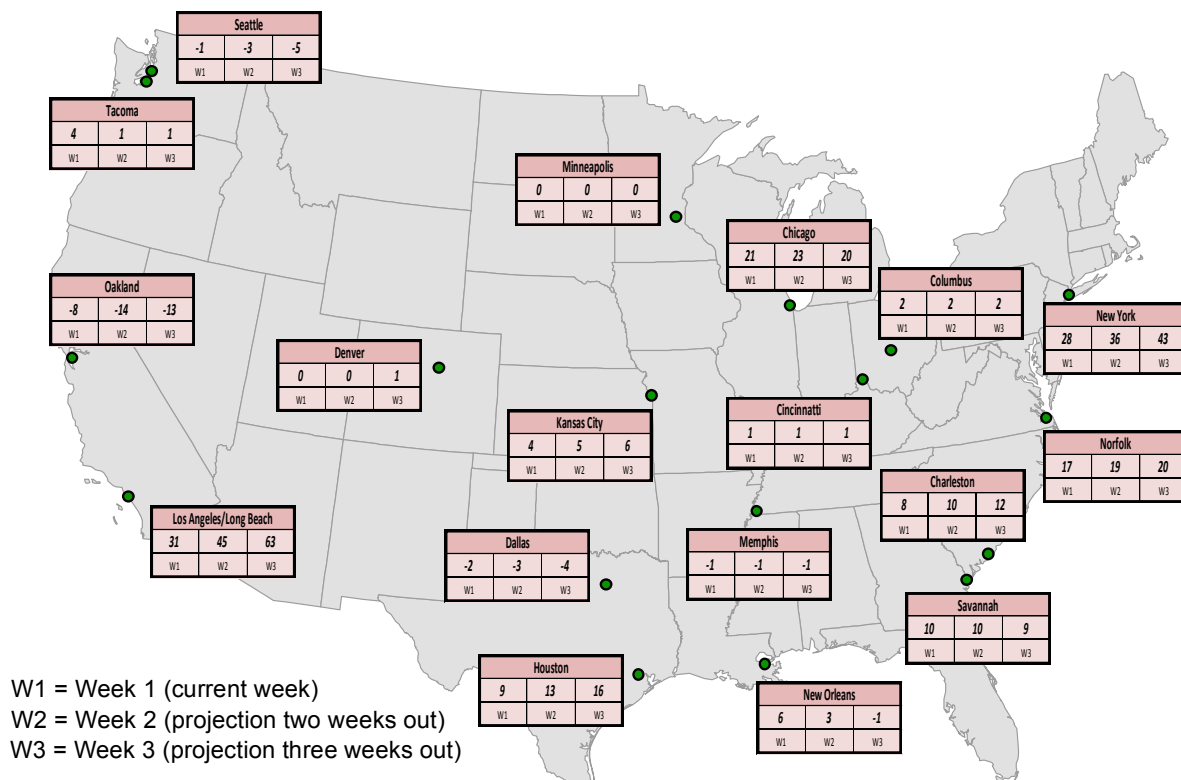 Seattle
-1 -3 -5
W1 W2 W3
Tacoma
4 1 1
W1 W2 W3
Minneapolis
0 0 0
W1 W2 W3
Chicago
21 23 20
W1 W2 W3
Columbus
2 2 2
W1 W2 W3
Oakland
-8 -14 -13
W1 W2 W3
New York
28 36 43
W1 W2 W3
Denver
0 0 1
W1 W2 W3
Kansas City
4 5 6
W1 W2 W3
Cincinnatti
1 1 1
W1 W2 W3
Norfolk
17 19 20
W1 W2 W3
Charleston
8 10 12
W1 W2 W3
Los Angeles/Long Beach
31 45 63
W1 W2 W3
Dallas
-2 -3 -4
W1 W2 W3
Memphis
-1 -1 -1
W1 W2 W3
Savannah
10 10 9
W1 W2 W3
Houston
9 13 16
W1 W2 W3
New Orleans
6 3 -1
W1 W2 W3
W1 = Week 1 (current week)
W2 = Week 2 (projection two weeks out)
W3 = Week 3 (projection three weeks out)